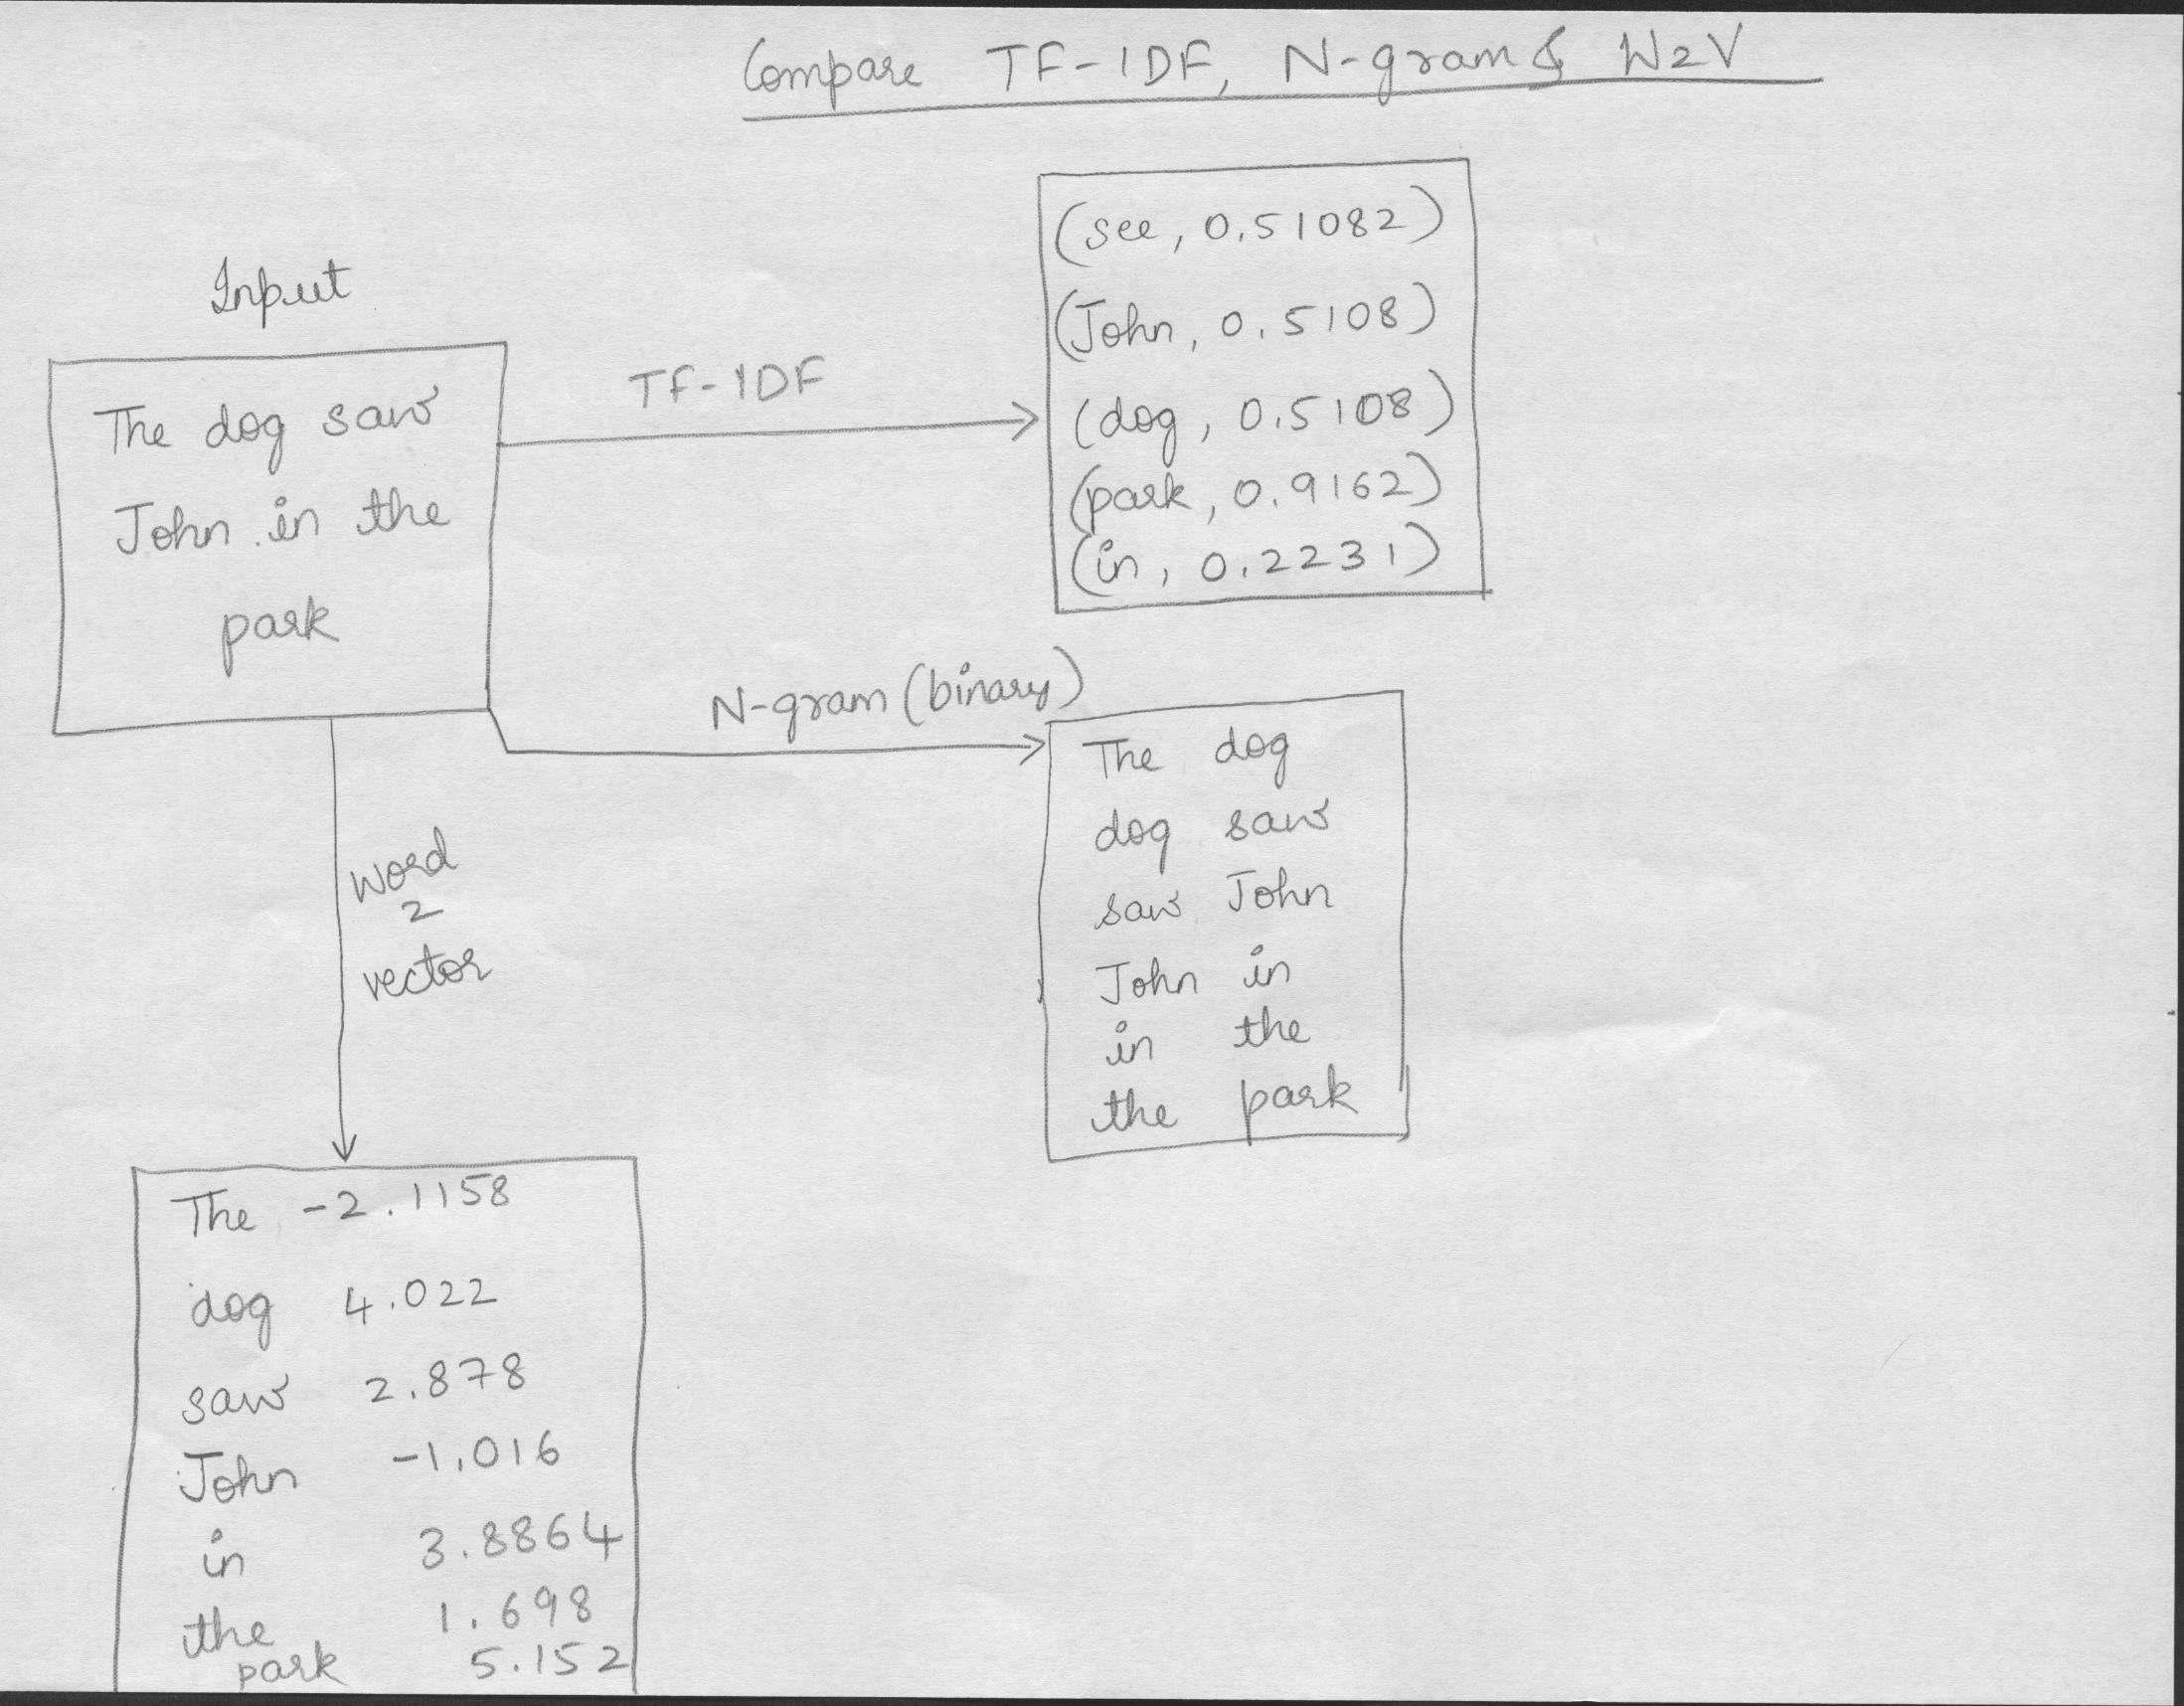 Compare TF-IDF, N-gram & W2V
Input
The dog saw
John in the
park
TF-IDF
(see, 0.51082)
(John, 0.5108)
(dog, 0.5108)
(park, 0.9162)
(in, 0.2231)
N-gram (binary)
The dog
dog saw
saw John
John in
in the
the park
word
2
vector
The -2.1158
dog 4.022
saw 2.878
John -1.016
in 3.8864
the 1.698
park 5.152